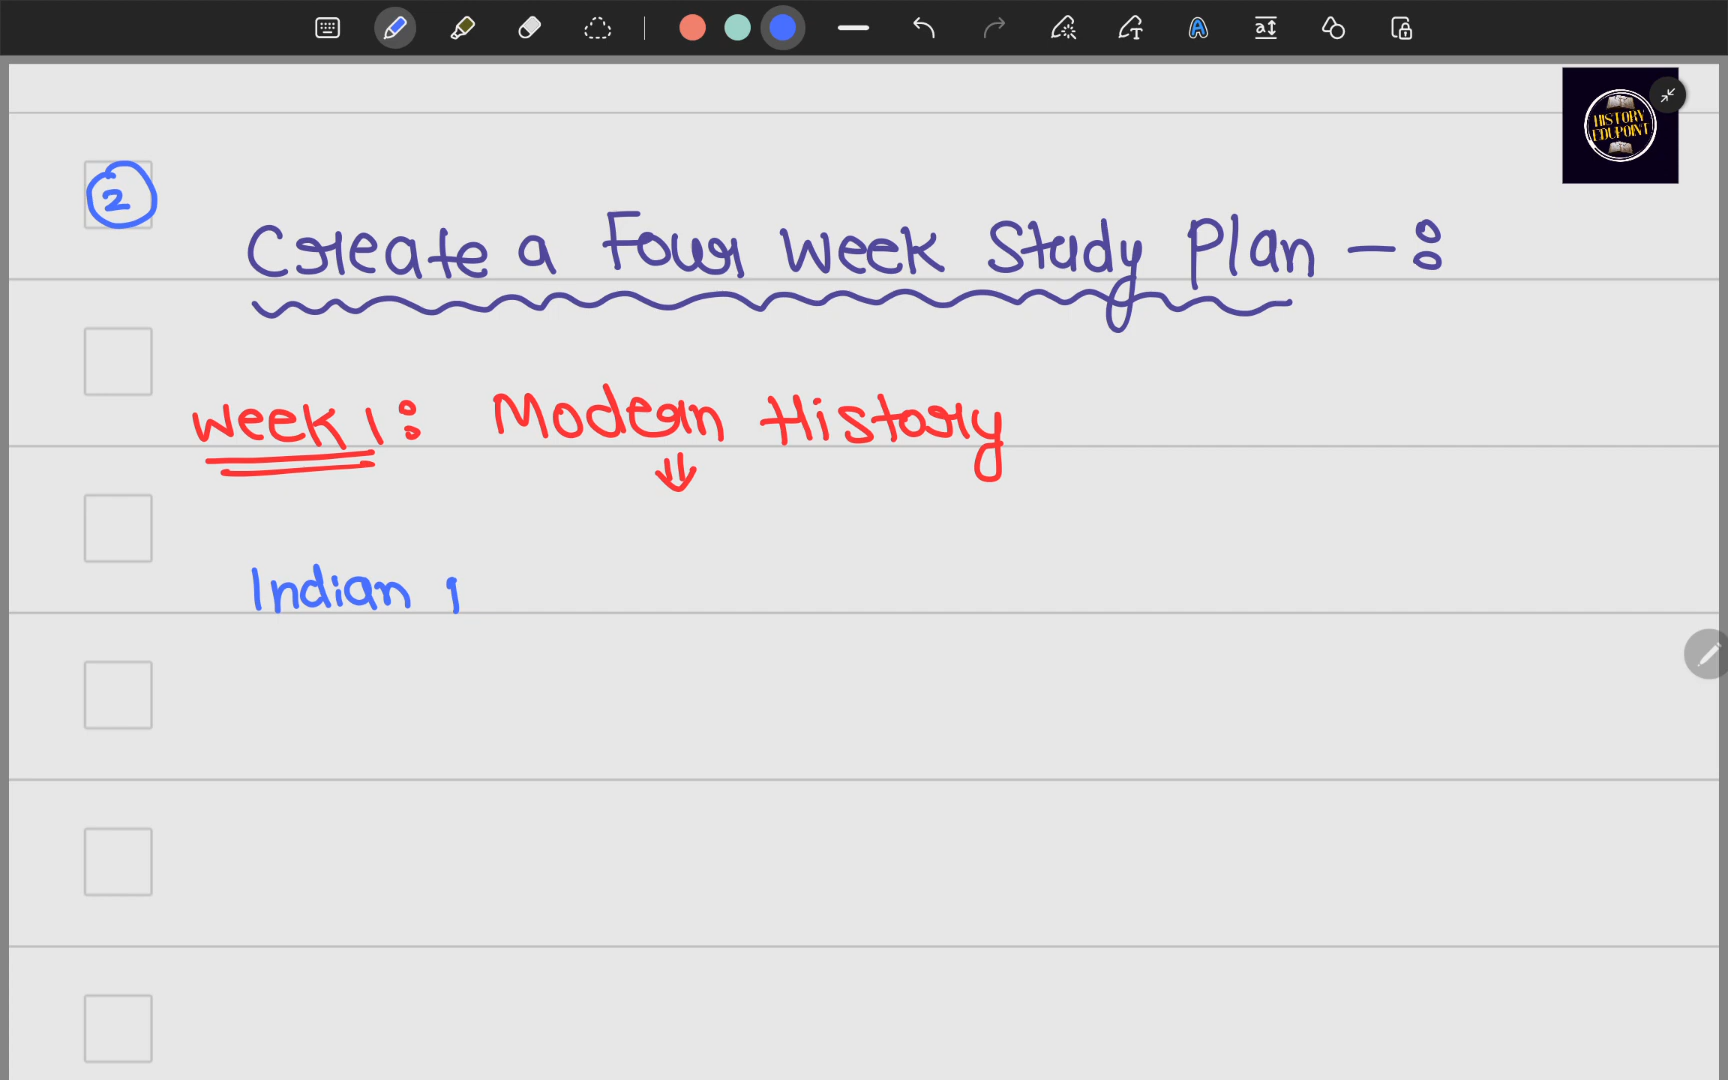 HISTORY
EDUPOINT
2
Create a Four Week Study Plan -:
Week 1: Modern History
Indian